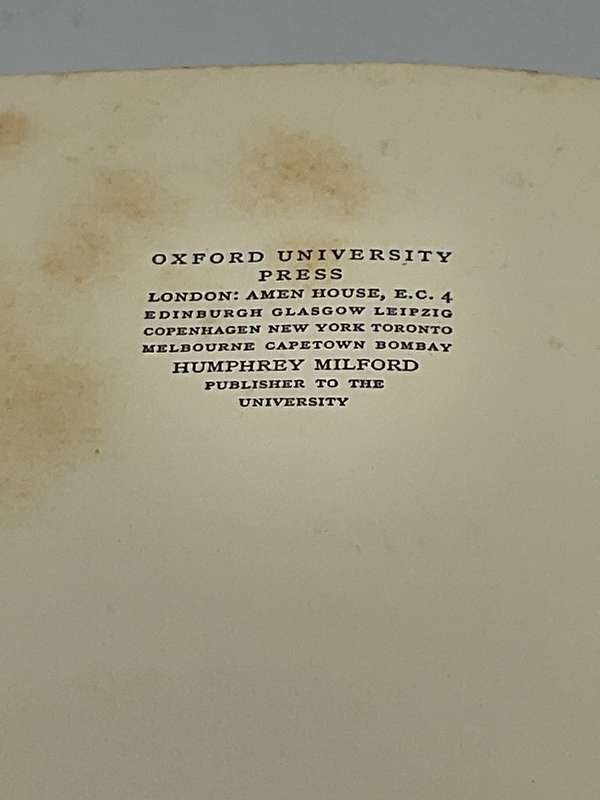 OXFORD UNIVERSITY
PRESS
LONDON: AMEN HOUSE, E.C. 4
EDINBURGH GLASGOW LEIPZIG
COPENHAGEN NEW YORK TORONTO
MELBOURNE CAPETOWN BOMBAY
HUMPHREY MILFORD
PUBLISHER TO THE
UNIVERSITY